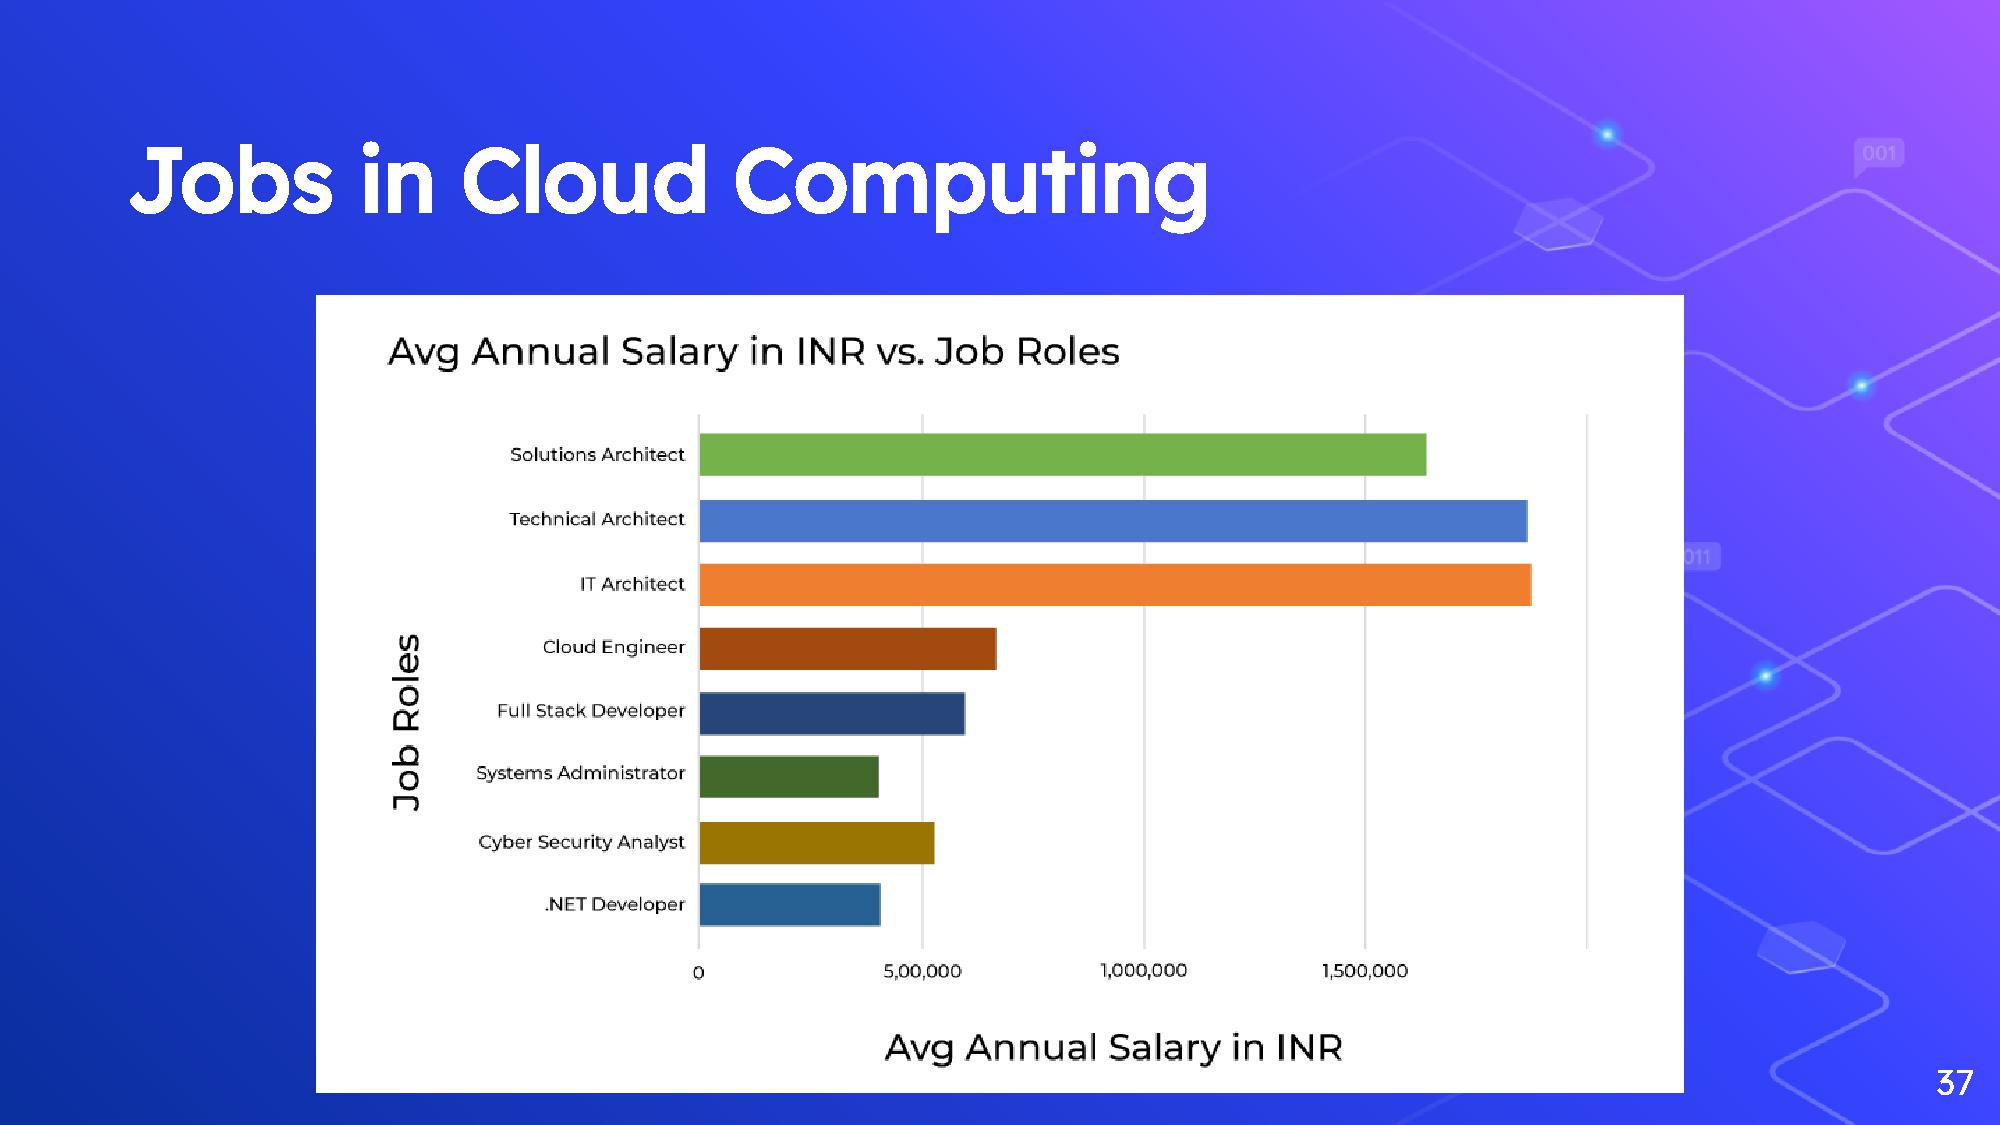 Jobs in Cloud Computing
001
Avg Annual Salary in INR vs. Job Roles
Solutions Architect
Technical Architect
011
IT Architect
Cloud Engineer
Full Stack Developer
Systems Administrator
Cyber Security Analyst
.NET Developer
Job Roles
0 5,00,000 1,000,000 1,500,000
Avg Annual Salary in INR
37